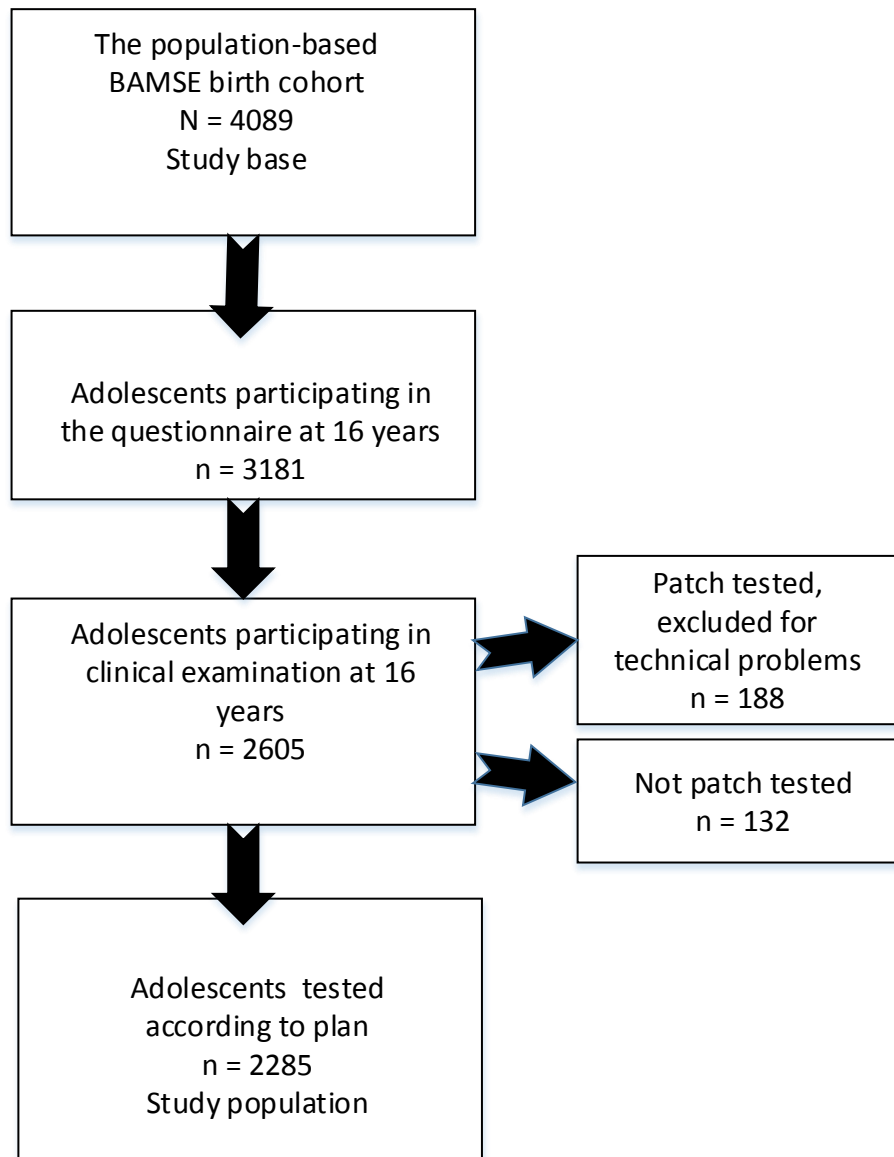 The population-based
BAMSE birth cohort
N = 4089
Study base
Adolescents participating in
the questionnaire at 16 years
n = 3181
Adolescents participating in
clinical examination at 16
years
n = 2605
Patch tested,
excluded for
technical problems
n = 188
Not patch tested
n = 132
Adolescents tested
according to plan
n = 2285
Study population